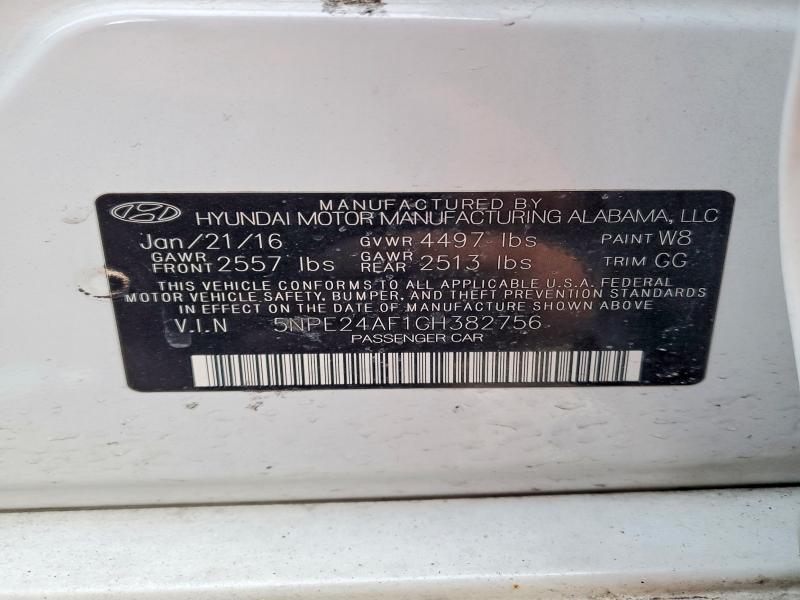 MANUFACTURED BY
HYUNDAI MOTOR MANUFACTURING ALABAMA, LLC
Jan/21/16 GVWR 4497 lbs PAINT W8
GAWR FRONT 2557 lbs GAWR REAR 2513 lbs TRIM GG
THIS VEHICLE CONFORMS TO ALL APPLICABLE U.S.A. FEDERAL
MOTOR VEHICLE SAFETY, BUMPER, AND THEFT PREVENTION STANDARDS
IN EFFECT ON THE DATE OF MANUFACTURE SHOWN ABOVE
V.I.N 5NPE24AF1GH382756
PASSENGER CAR